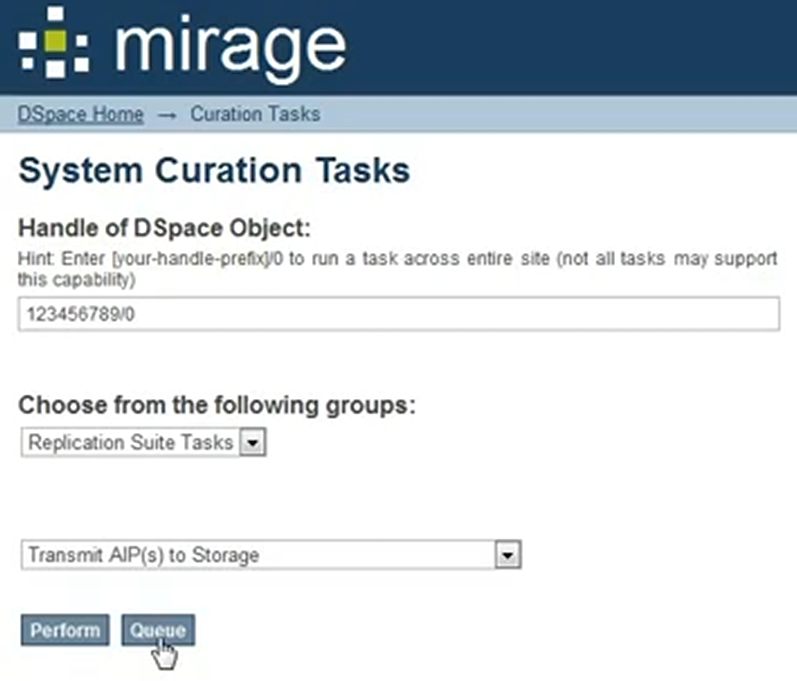 mirage
DSpace Home → Curation Tasks
System Curation Tasks
Handle of DSpace Object:
Hint: Enter [your-handle-prefix]/0 to run a task across entire site (not all tasks may support
this capability)
123456789/0
Choose from the following groups:
Replication Suite Tasks
Transmit AIP(s) to Storage
Perform Queue